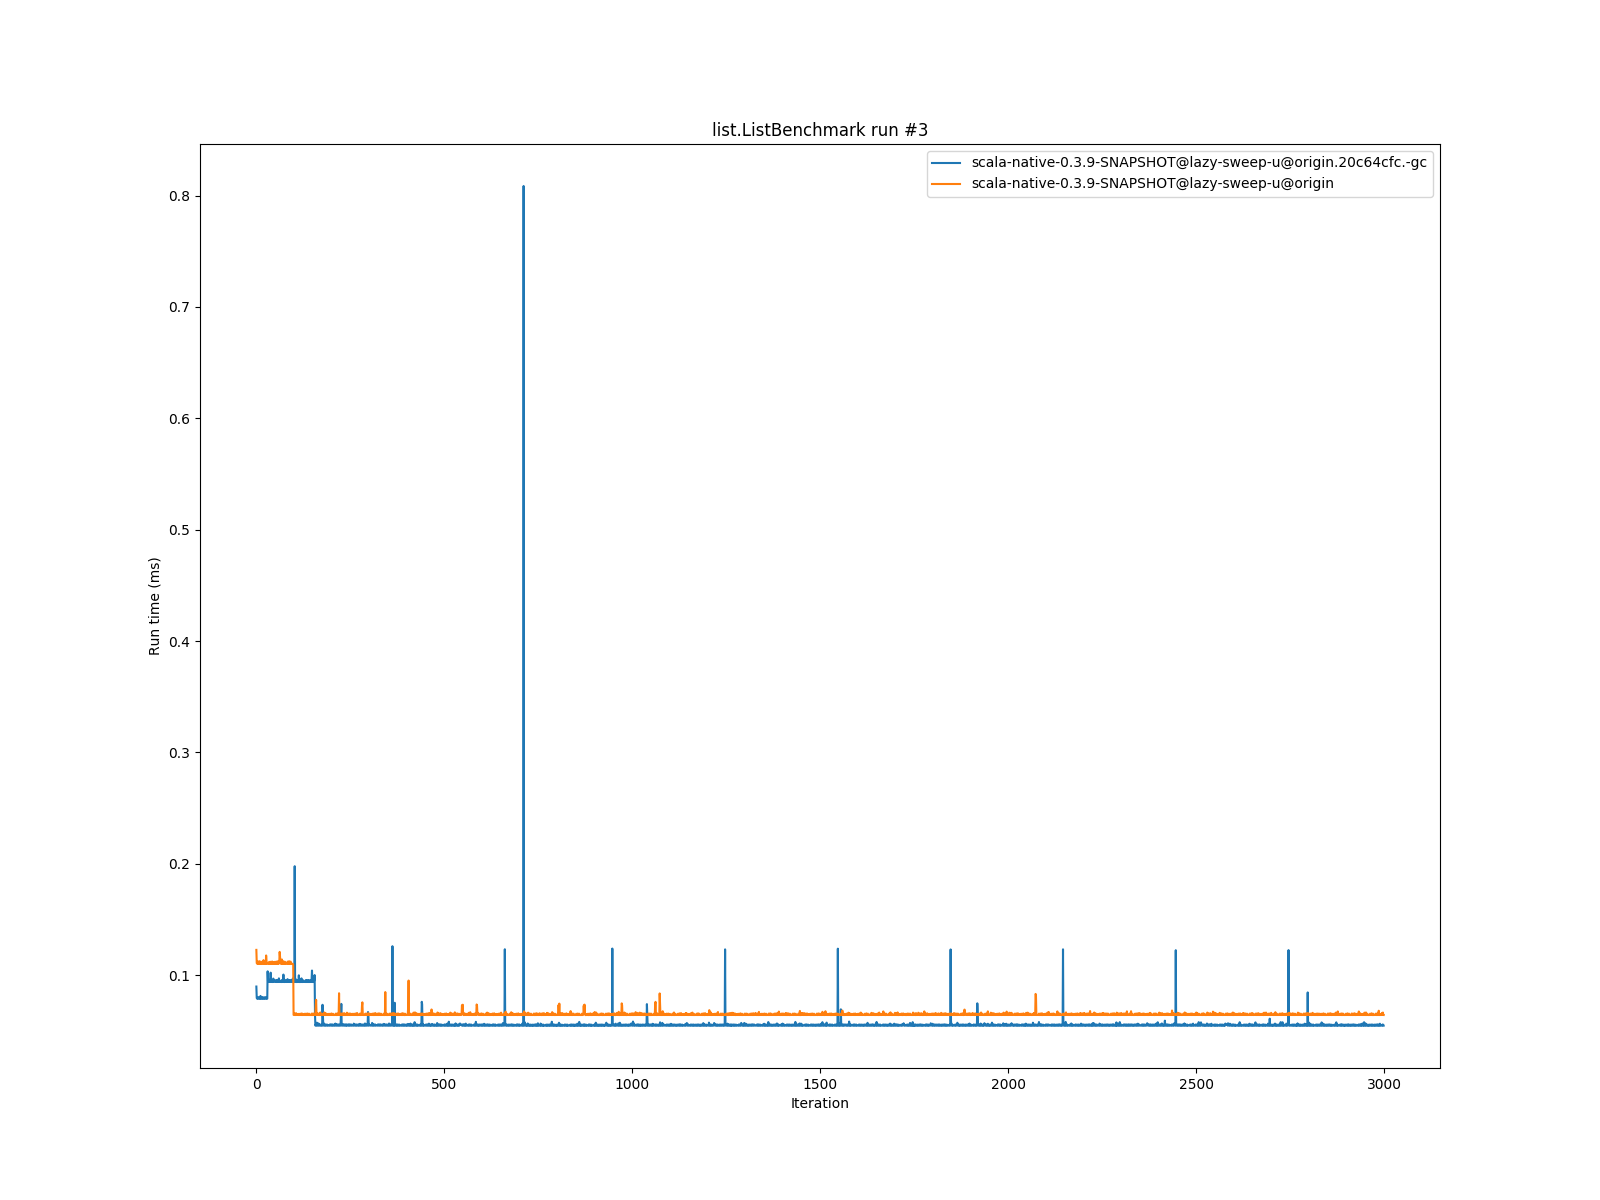 list.ListBenchmark run #3
scala-native-0.3.9-SNAPSHOT@lazy-sweep-u@origin.20c64cfc.-gc
scala-native-0.3.9-SNAPSHOT@lazy-sweep-u@origin
0.8
0.7
0.6
0.5
0.4
0.3
0.2
0.1
Run time (ms)
0 500 1000 1500 2000 2500 3000
Iteration